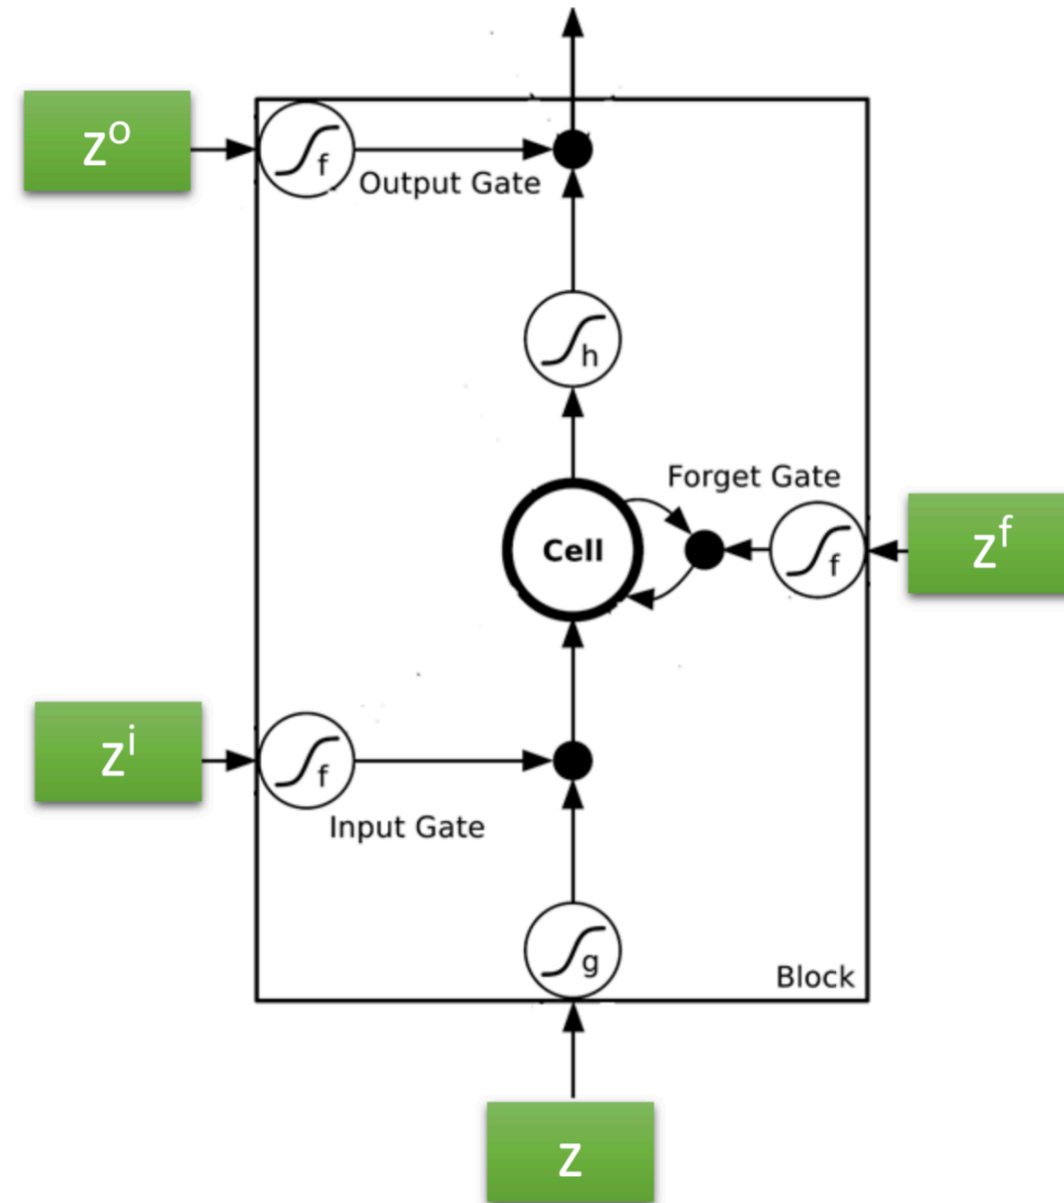 z^o
f
Output Gate
h
Forget Gate
Cell
f
z^f
z^i
f
Input Gate
g
Block
z